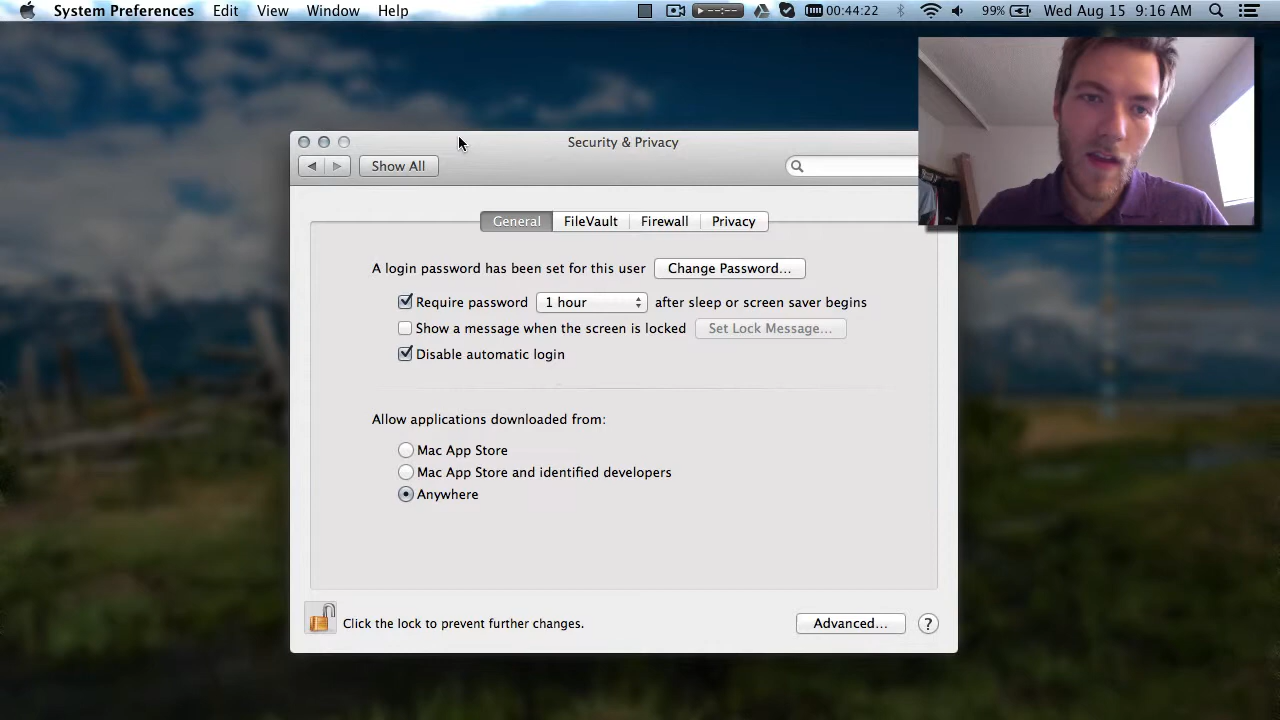 System Preferences Edit View Window Help --:-- 00:44:22 99% Wed Aug 15 9:16 AM
Security & Privacy
Show All
General FileVault Firewall Privacy
A login password has been set for this user Change Password...
Require password 1 hour after sleep or screen saver begins
Show a message when the screen is locked Set Lock Message...
Disable automatic login
Allow applications downloaded from:
Mac App Store
Mac App Store and identified developers
Anywhere
Click the lock to prevent further changes. Advanced... ?